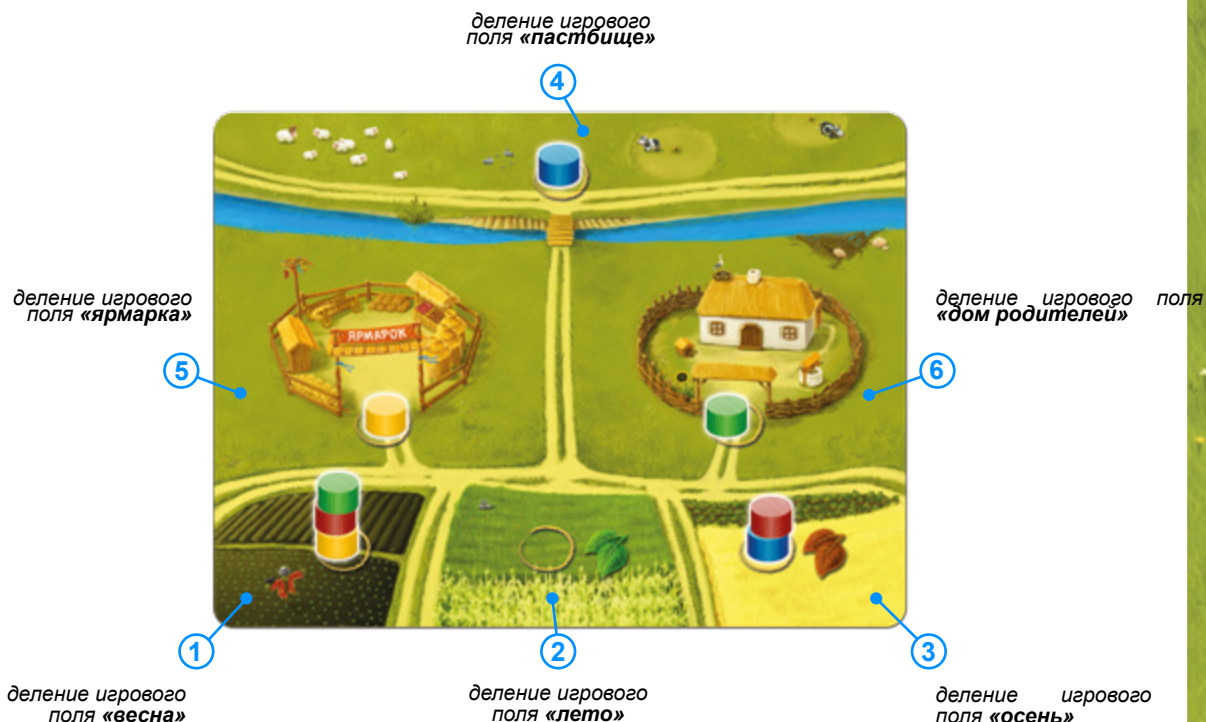 деление игрового
поля «пастбище»
4
деление игрового
поля «ярмарка»
деление игрового поля
«дом родителей»
ЯРМАРОК
5
6
1
2
3
деление игрового
поля «весна»
деление игрового
поля «лето»
деление игрового
поля «осень»